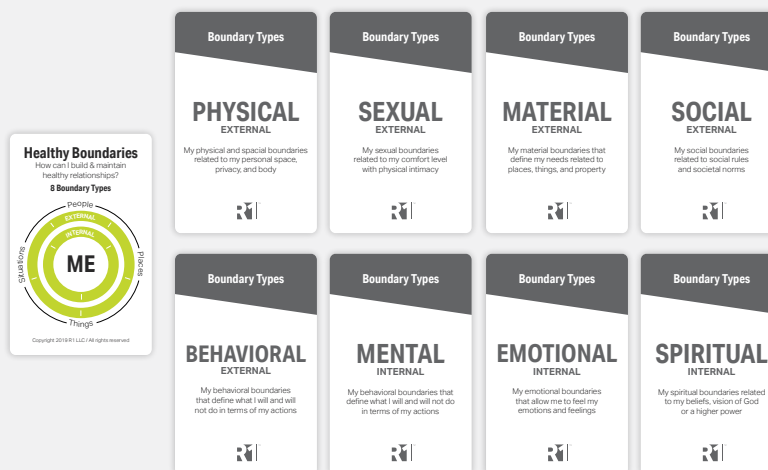 Healthy Boundaries
How can I build & maintain
healthy relationships?
8 Boundary Types
People
EXTERNAL
INTERNAL
ME
Situations
Places
Things
Copyright 2019 R1 LLC / All rights reserved
Boundary Types
PHYSICAL
EXTERNAL
My physical and spacial boundaries
related to my personal space,
privacy, and body
R1
Boundary Types
SEXUAL
EXTERNAL
My sexual boundaries
related to my comfort level
with physical intimacy
R1
Boundary Types
MATERIAL
EXTERNAL
My material boundaries that
define my needs related to
places, things, and property
R1
Boundary Types
SOCIAL
EXTERNAL
My social boundaries
related to social rules
and societal norms
R1
Boundary Types
BEHAVIORAL
EXTERNAL
My behavioral boundaries
that define what I will and will
not do in terms of my actions
R1
Boundary Types
MENTAL
INTERNAL
My behavioral boundaries that
define what I will and will not do
in terms of my actions
R1
Boundary Types
EMOTIONAL
INTERNAL
My emotional boundaries
that allow me to feel my
emotions and feelings
R1
Boundary Types
SPIRITUAL
INTERNAL
My spiritual boundaries related
to my beliefs, vision of God
or a higher power
R1